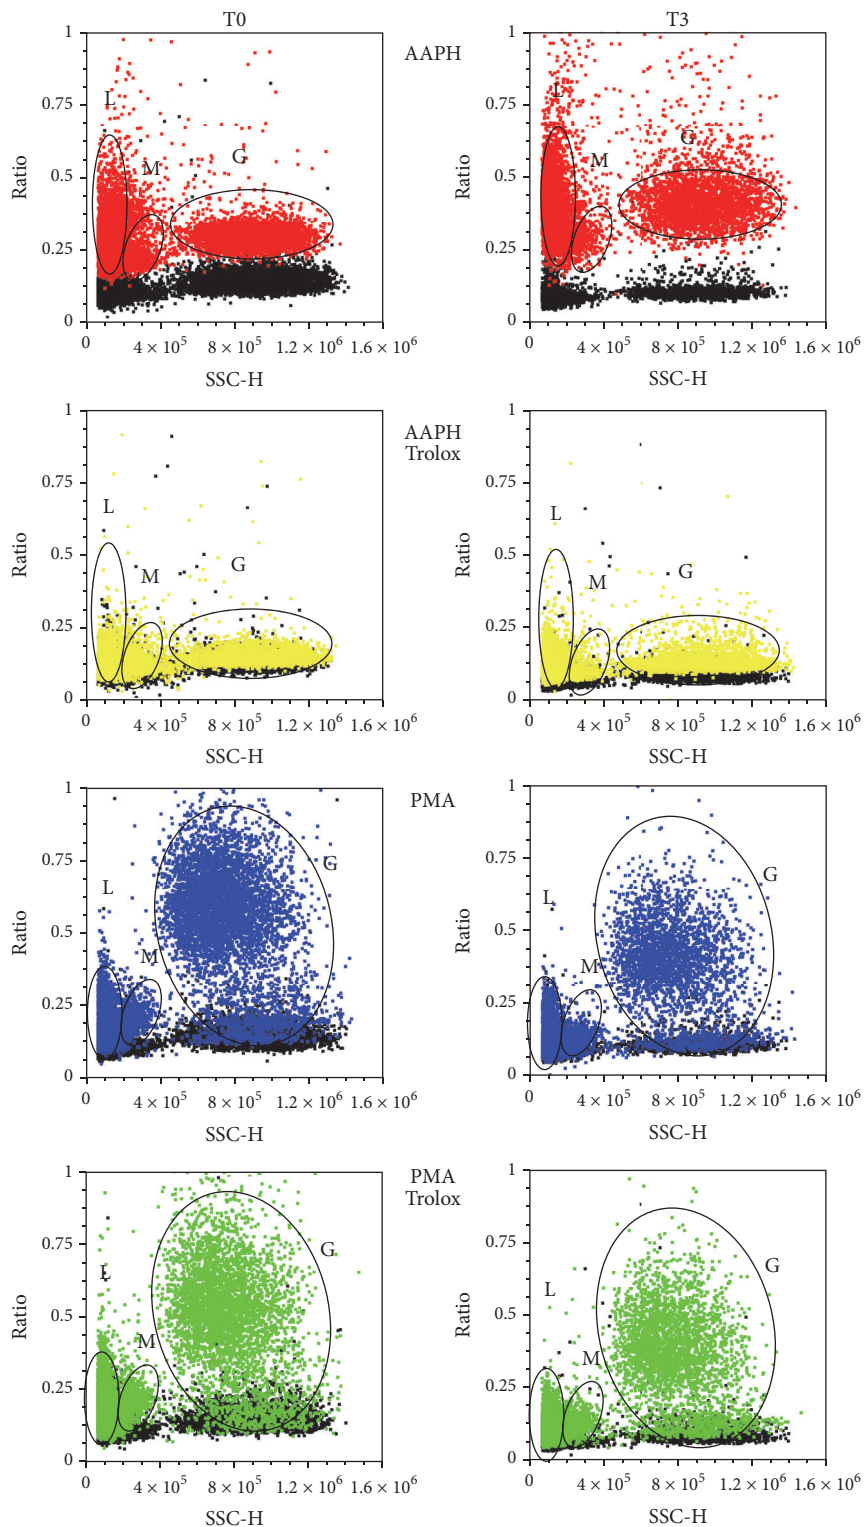 T0
T3
AAPH
1
0.75
0.5
0.25
0
Ratio
L
M
G
0
4 × 10⁵
8 × 10⁵
1.2 × 10⁶
1.6 × 10⁶
SSC-H
1
0.75
0.5
0.25
0
Ratio
L
M
G
0
4 × 10⁵
8 × 10⁵
1.2 × 10⁶
1.6 × 10⁶
SSC-H
AAPH
Trolox
1
0.75
0.5
0.25
0
Ratio
L
M
G
0
4 × 10⁵
8 × 10⁵
1.2 × 10⁶
1.6 × 10⁶
SSC-H
1
0.75
0.5
0.25
0
Ratio
L
M
G
0
4 × 10⁵
8 × 10⁵
1.2 × 10⁶
1.6 × 10⁶
SSC-H
PMA
1
0.75
0.5
0.25
0
Ratio
L
M
G
0
4 × 10⁵
8 × 10⁵
1.2 × 10⁶
1.6 × 10⁶
SSC-H
1
0.75
0.5
0.25
0
Ratio
L
M
G
0
4 × 10⁵
8 × 10⁵
1.2 × 10⁶
1.6 × 10⁶
SSC-H
PMA
Trolox
1
0.75
0.5
0.25
0
Ratio
L
M
G
0
4 × 10⁵
8 × 10⁵
1.2 × 10⁶
1.6 × 10⁶
SSC-H
1
0.75
0.5
0.25
0
Ratio
L
M
G
0
4 × 10⁵
8 × 10⁵
1.2 × 10⁶
1.6 × 10⁶
SSC-H